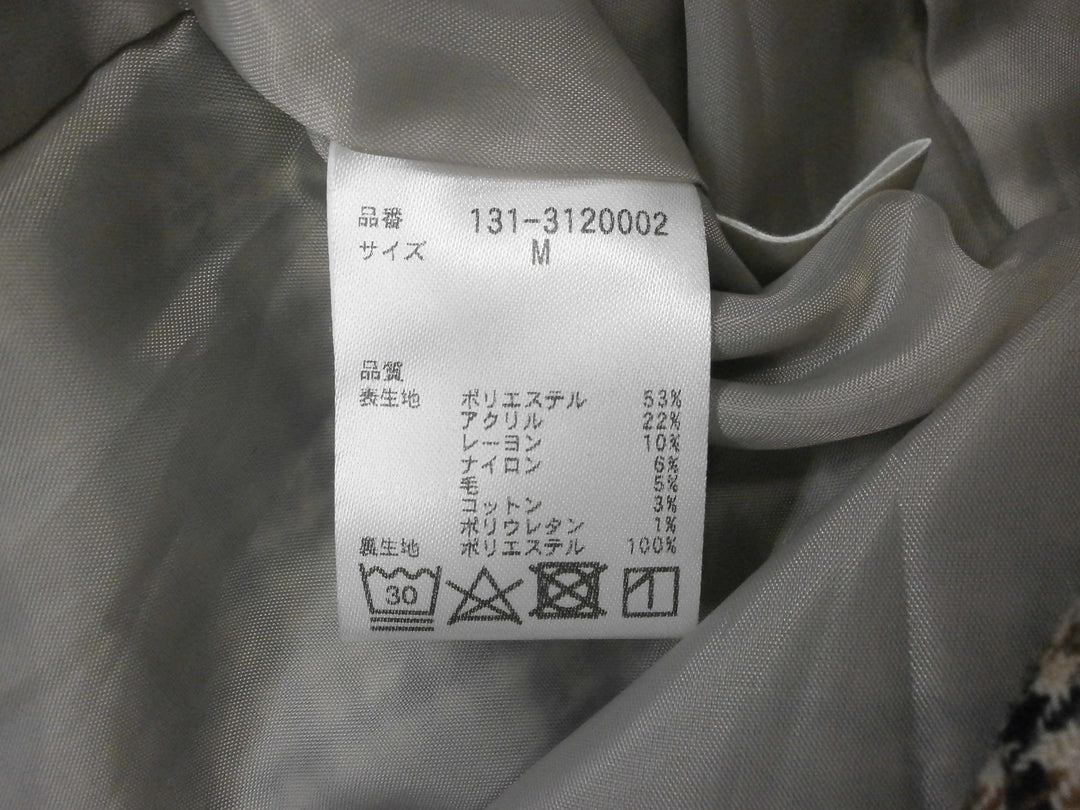 品番 131-3120002
サイズ M
品質
表生地 ポリエステル 53%
アクリル 22%
レーヨン 10%
ナイロン 6%
毛 5%
コットン 3%
ポリウレタン 1%
裏生地 ポリエステル 100%
30